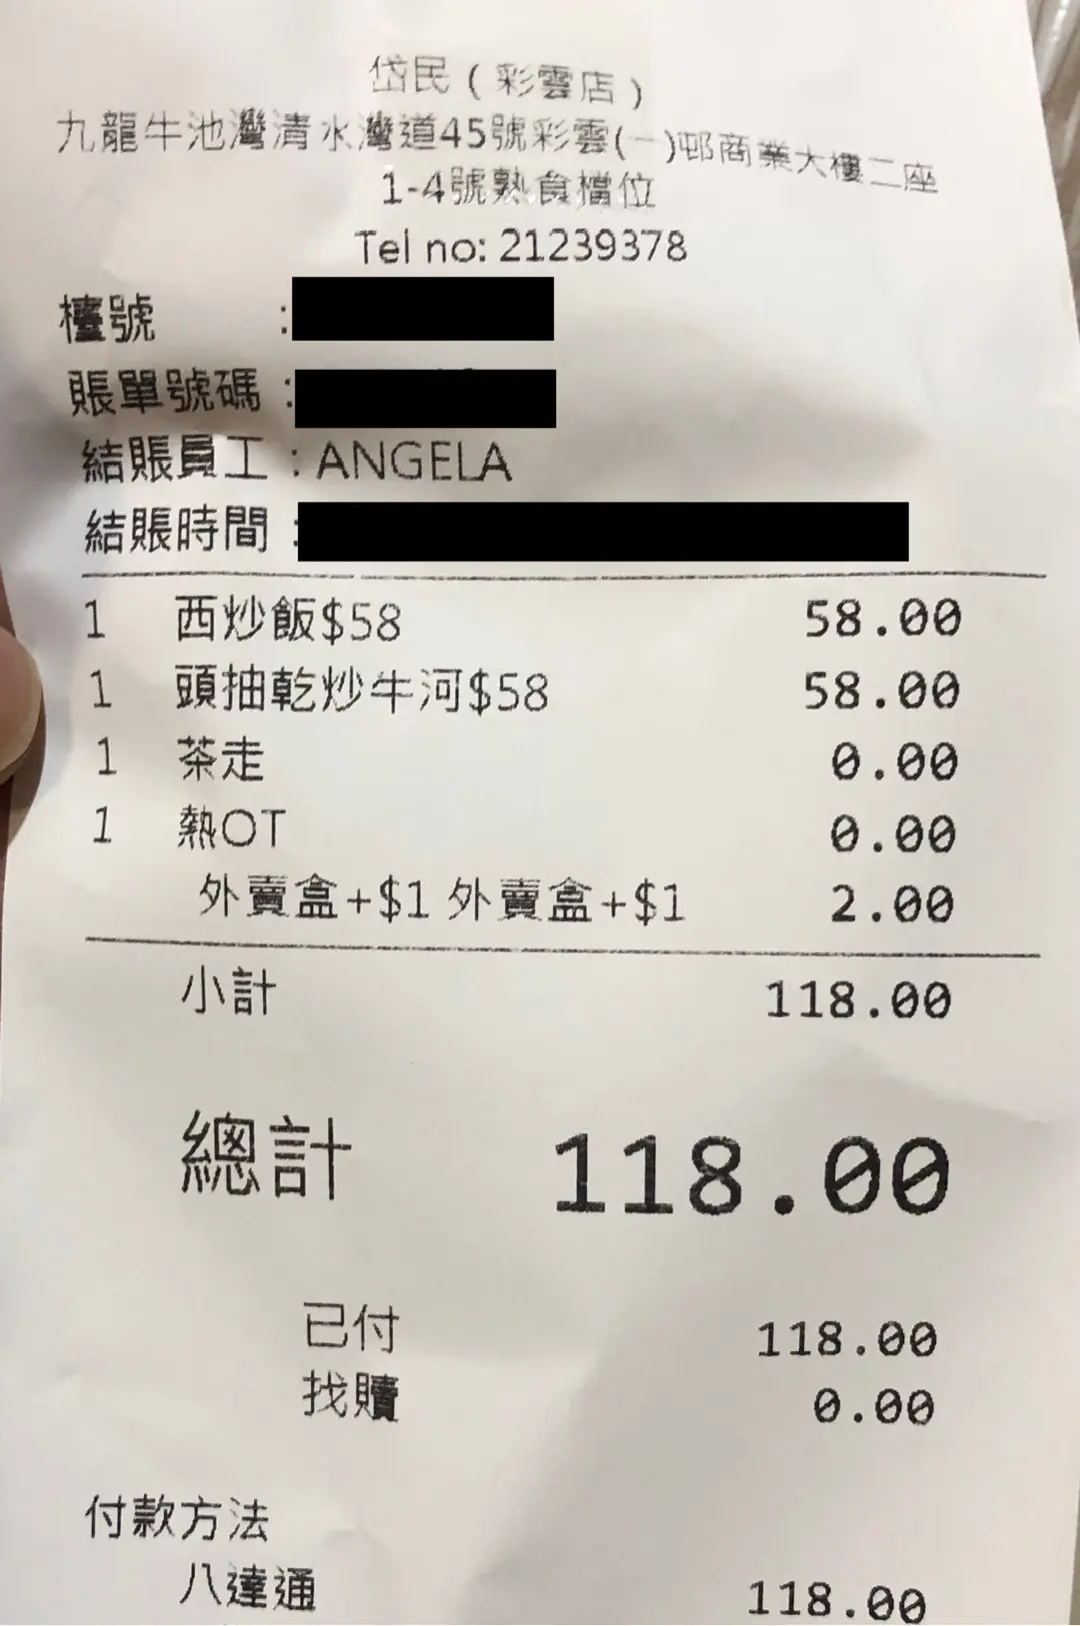 岱民（彩雲店）
九龍牛池灣清水灣道45號彩雲(一)邨商業大樓二座
1-4號熟食檔位
Tel no: 21239378
檯號 :
賬單號碼 :
結賬員工 : ANGELA
結賬時間 :
1 西炒飯$58 58.00
1 頭抽乾炒牛河$58 58.00
1 茶走 0.00
1 熱OT 0.00
外賣盒+$1 外賣盒+$1 2.00
小計 118.00
總計 118.00
已付 118.00
找贖 0.00
付款方法
八達通 118.00